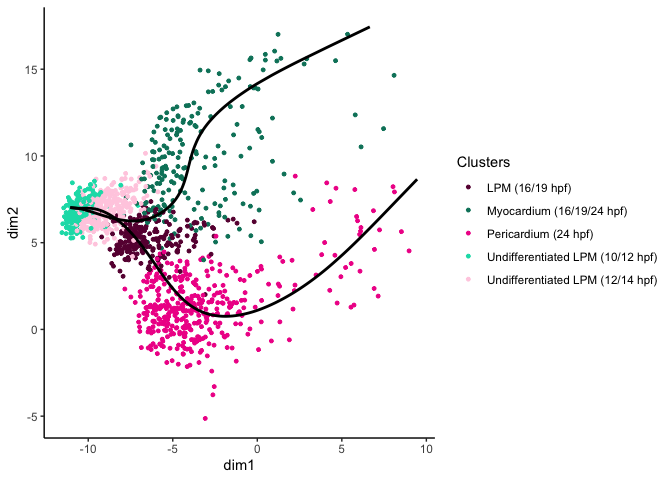 15
10
5
0
-5
dim2
-10
-5
0
5
10
dim1
Clusters
LPM (16/19 hpf)
Myocardium (16/19/24 hpf)
Pericardium (24 hpf)
Undifferentiated LPM (10/12 hpf)
Undifferentiated LPM (12/14 hpf)